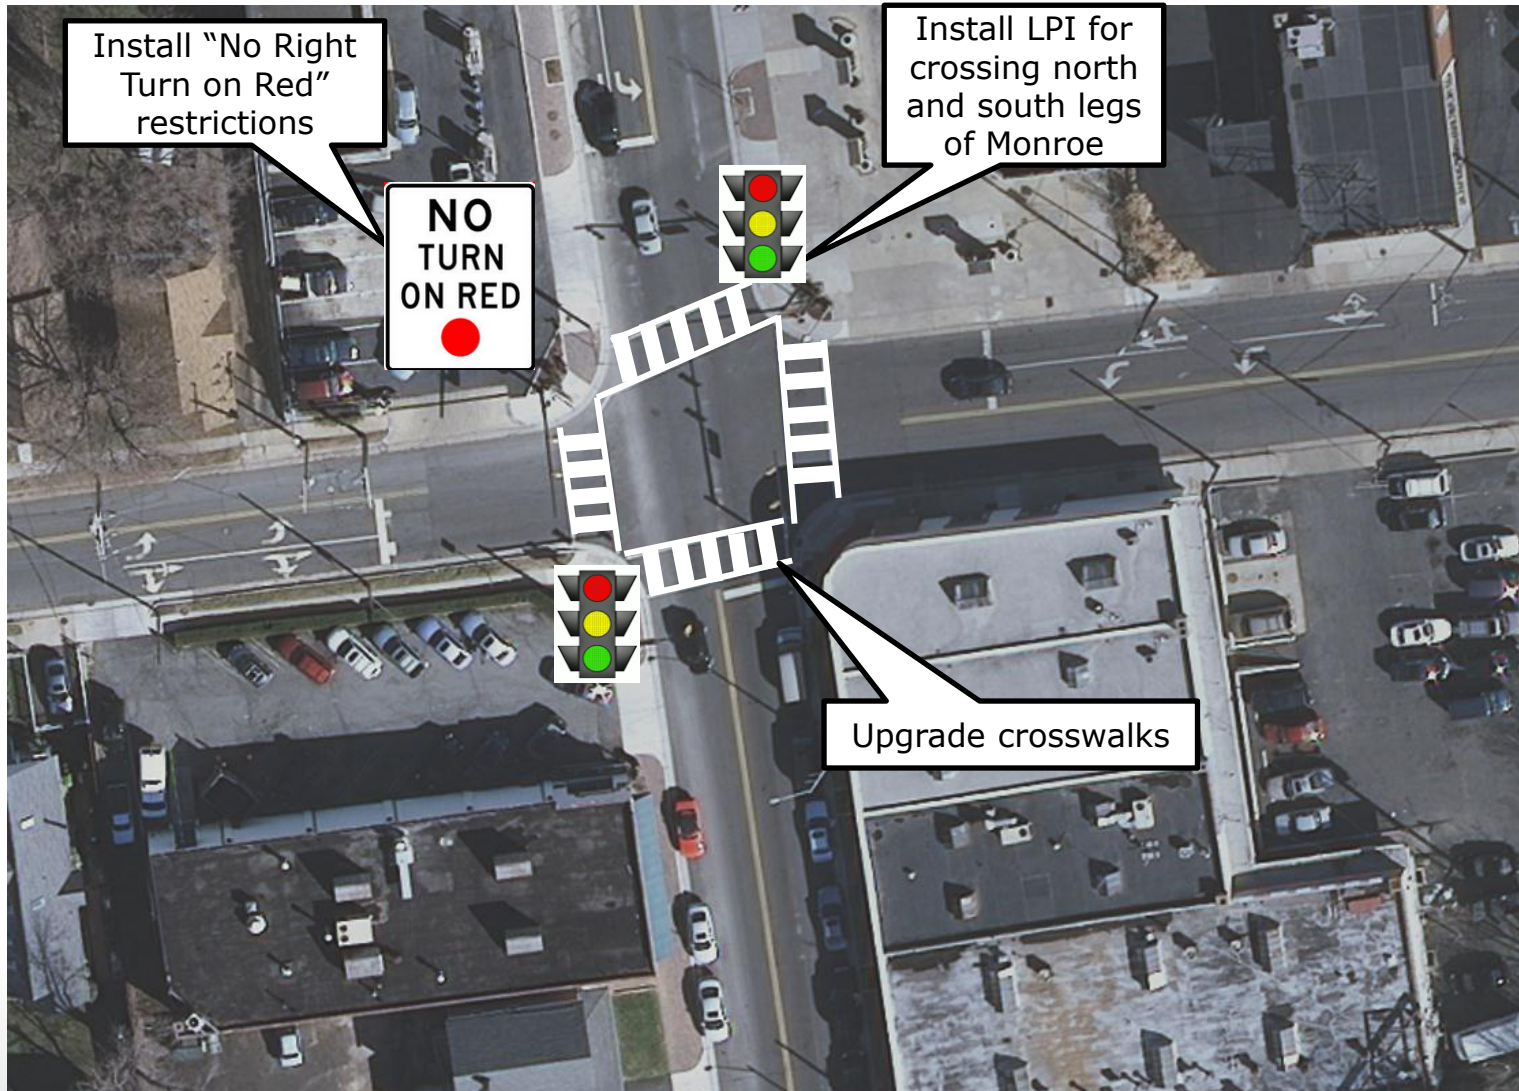 Install “No Right
Turn on Red”
restrictions
Install LPI for
crossing north
and south legs
of Monroe
NO
TURN
ON RED
Upgrade crosswalks